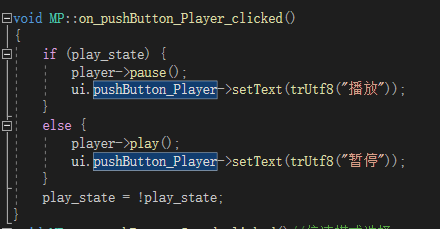 void MP::on_pushButton_Player_clicked()
{
if (play_state) {
player->pause();
ui.pushButton_Player->setText(trUtf8("播放"));
}
else {
player->play();
ui.pushButton_Player->setText(trUtf8("暂停"));
}
play_state = !play_state;
}